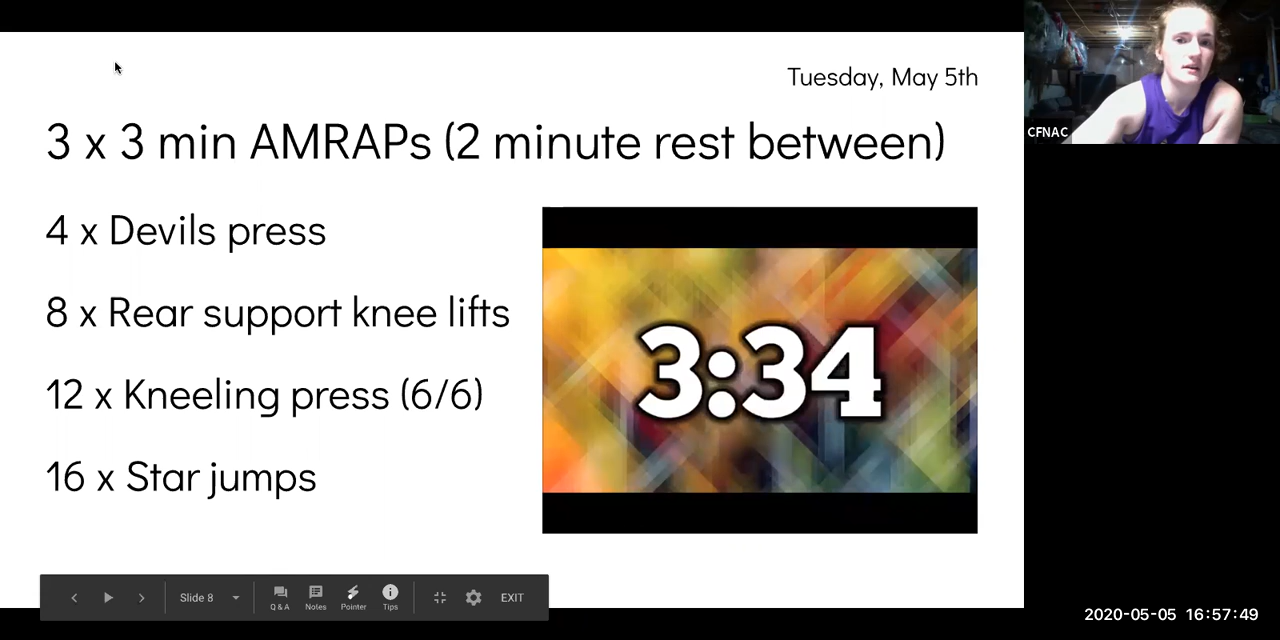 Tuesday, May 5th
3 x 3 min AMRAPs (2 minute rest between)
4 x Devils press
8 x Rear support knee lifts
12 x Kneeling press (6/6)
16 x Star jumps
3:34
CFNAC
Slide 8
Q & A
Notes
Pointer
Tips
EXIT
2020-05-05 16:57:49